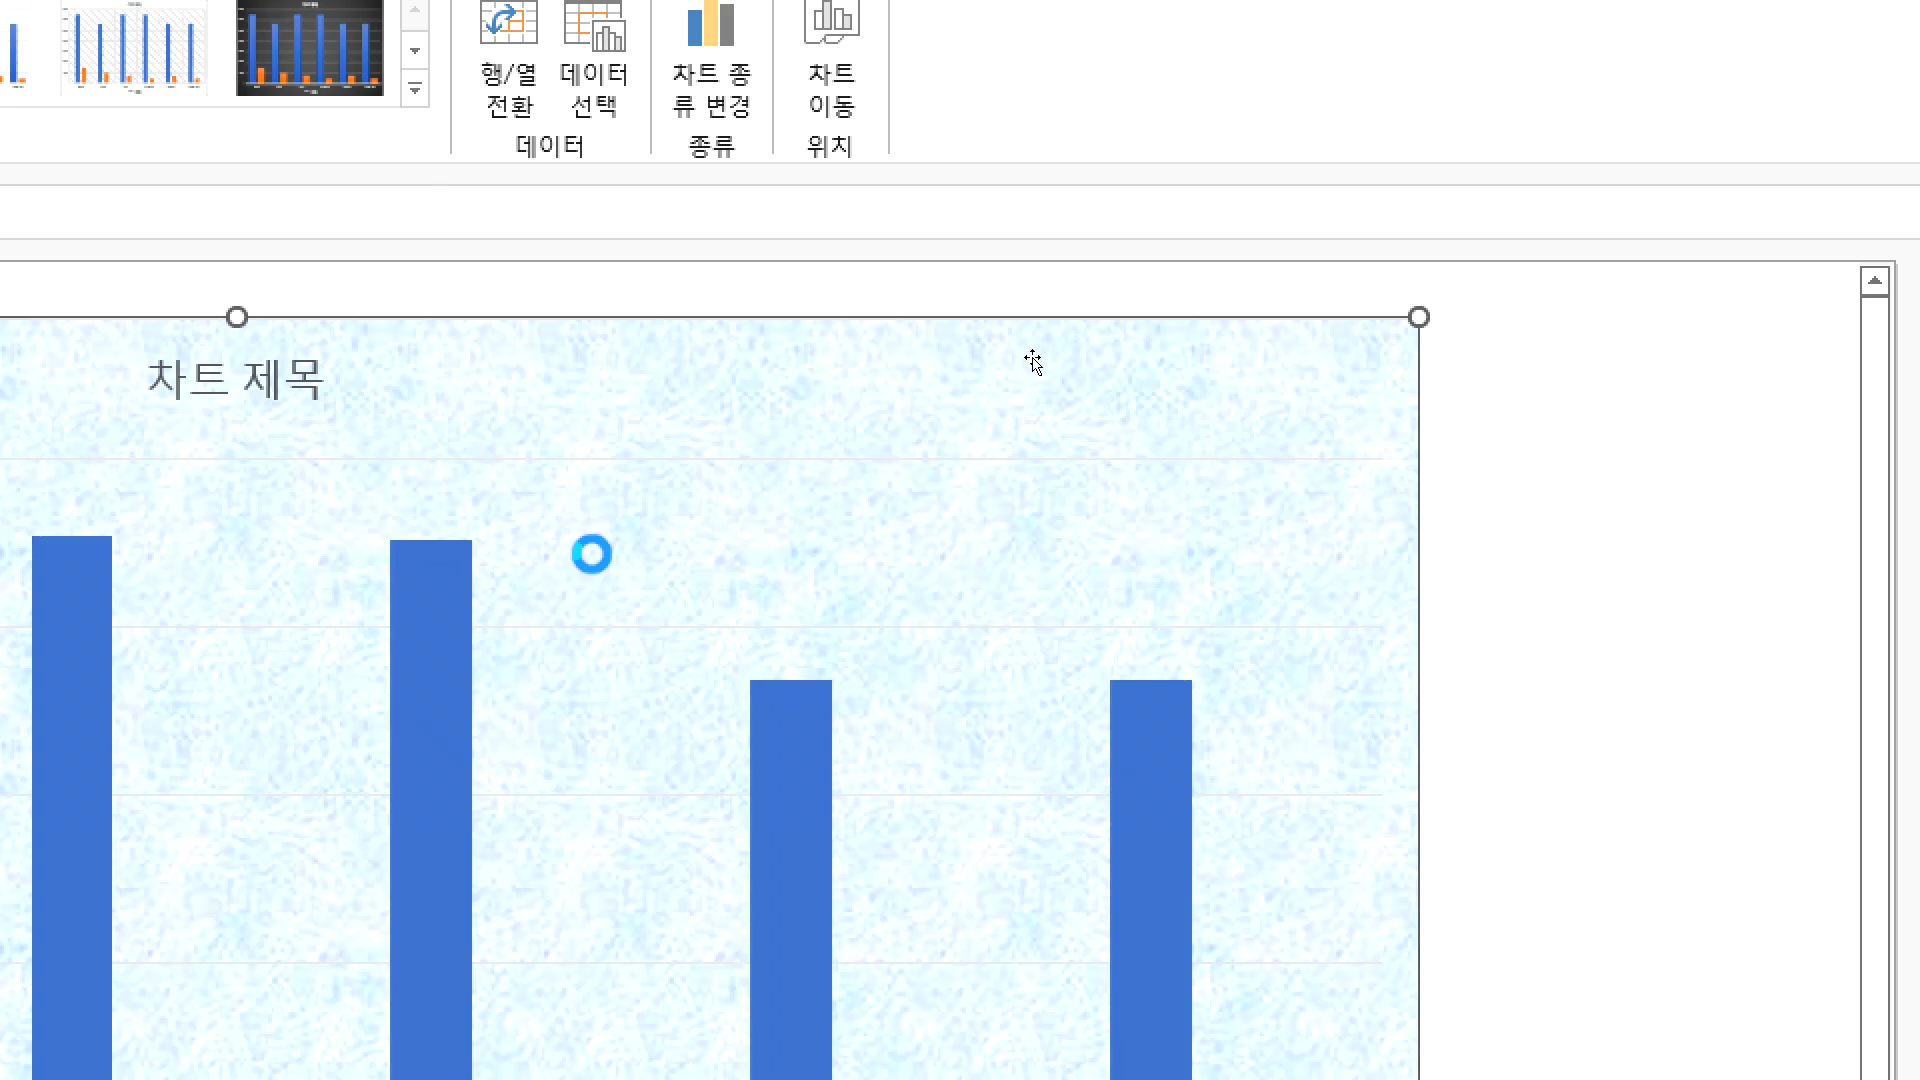 행/열
전환
데이터
선택
데이터
차트 종
류 변경
종류
차트
이동
위치
차트 제목